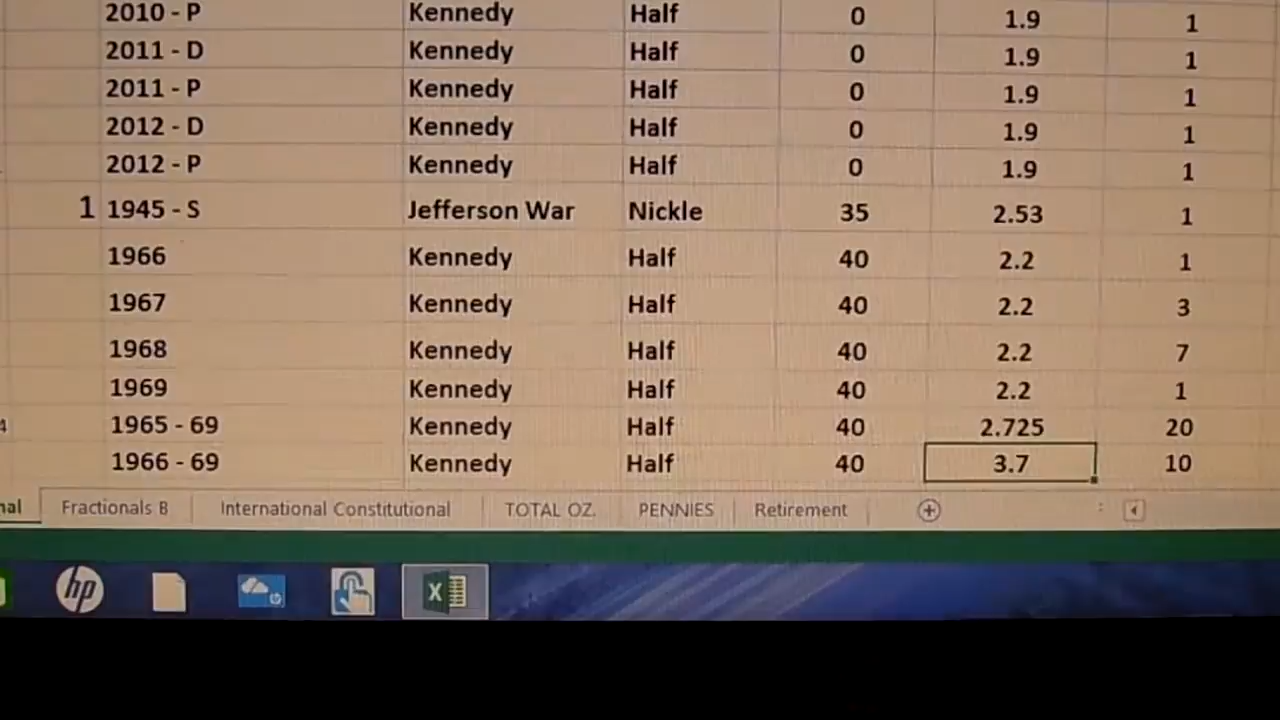 2010 - P Kennedy Half 0 1.9 1
2011 - D Kennedy Half 0 1.9 1
2011 - P Kennedy Half 0 1.9 1
2012 - D Kennedy Half 0 1.9 1
2012 - P Kennedy Half 0 1.9 1
1 1945 - S Jefferson War Nickle 35 2.53 1
1966 Kennedy Half 40 2.2 1
1967 Kennedy Half 40 2.2 3
1968 Kennedy Half 40 2.2 7
1969 Kennedy Half 40 2.2 1
4 1965 - 69 Kennedy Half 40 2.725 20
1966 - 69 Kennedy Half 40 3.7 10
nal Fractionals B International Constitutional TOTAL OZ. PENNIES Retirement
hp X